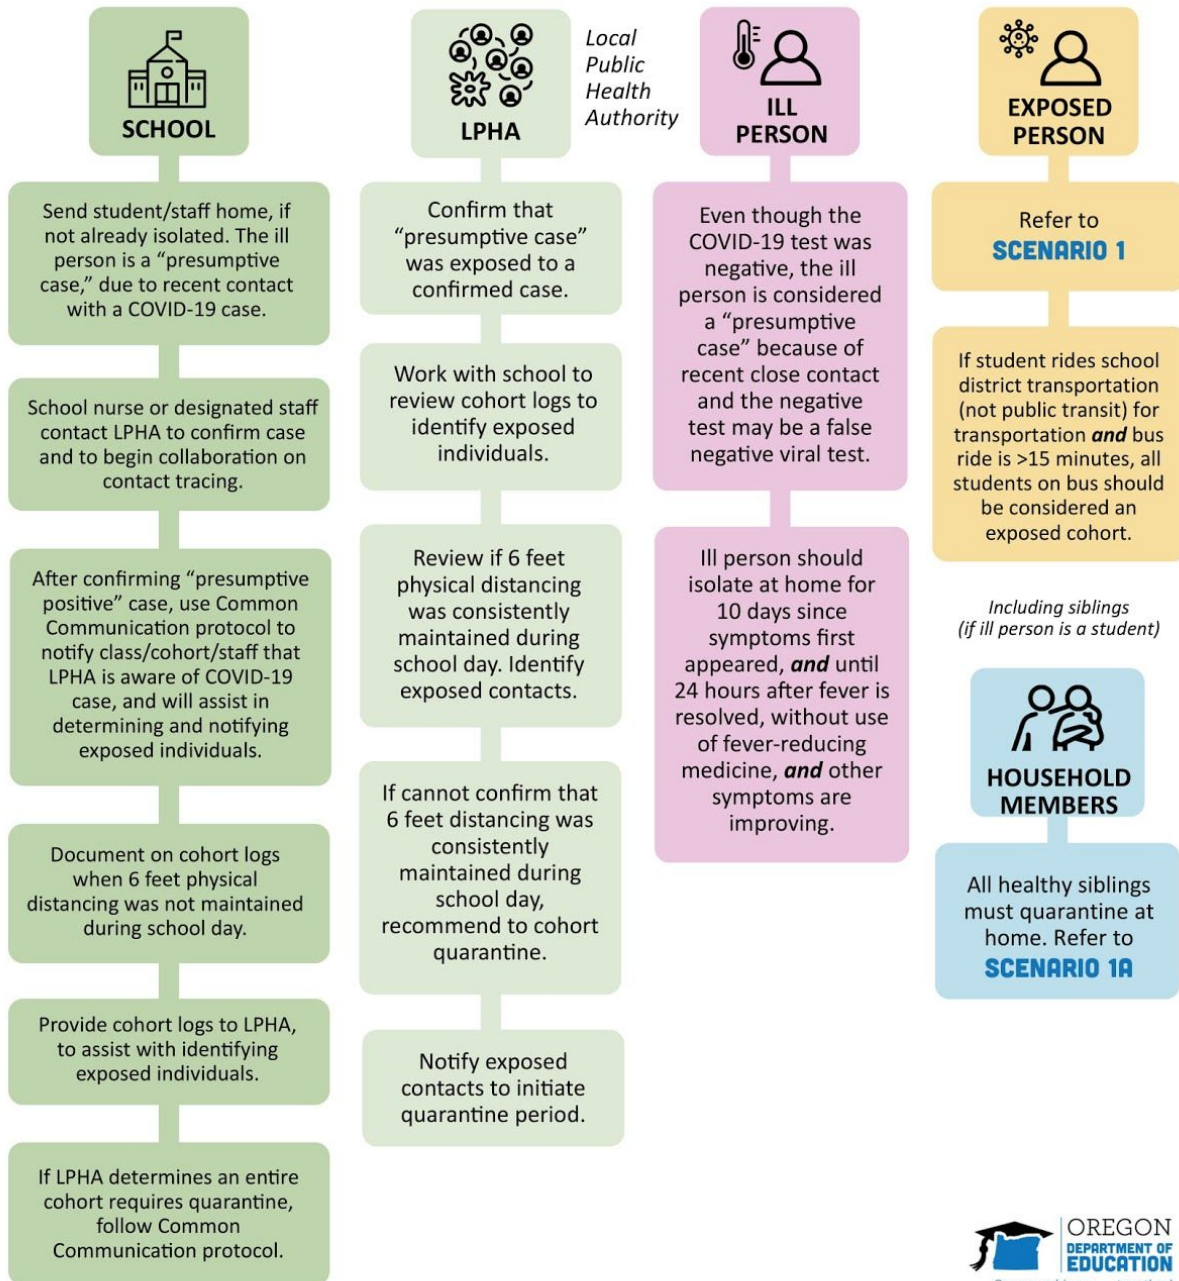 SCHOOL
Send student/staff home, if
not already isolated. The ill
person is a “presumptive
case,” due to recent contact
with a COVID-19 case.
School nurse or designated staff
contact LPHA to confirm case
and to begin collaboration on
contact tracing.
After confirming “presumptive
positive” case, use Common
Communication protocol to
notify class/cohort/staff that
LPHA is aware of COVID-19
case, and will assist in
determining and notifying
exposed individuals.
Document on cohort logs
when 6 feet physical
distancing was not maintained
during school day.
Provide cohort logs to LPHA,
to assist with identifying
exposed individuals.
If LPHA determines an entire
cohort requires quarantine,
follow Common
Communication protocol.
LPHA
Local
Public
Health
Authority
Confirm that
“presumptive case”
was exposed to a
confirmed case.
Work with school to
review cohort logs to
identify exposed
individuals.
Review if 6 feet
physical distancing
was consistently
maintained during
school day. Identify
exposed contacts.
If cannot confirm that
6 feet distancing was
consistently
maintained during
school day,
recommend to cohort
quarantine.
Notify exposed
contacts to initiate
quarantine period.
ILL
PERSON
Even though the
COVID-19 test was
negative, the ill
person is considered
a “presumptive
case” because of
recent close contact
and the negative
test may be a false
negative viral test.
Ill person should
isolate at home for
10 days since
symptoms first
appeared, and until
24 hours after fever is
resolved, without use
of fever-reducing
medicine, and other
symptoms are
improving.
EXPOSED
PERSON
Refer to
SCENARIO 1
If student rides school
district transportation
(not public transit) for
transportation and bus
ride is >15 minutes, all
students on bus should
be considered an
exposed cohort.
Including siblings
(if ill person is a student)
HOUSEHOLD
MEMBERS
All healthy siblings
must quarantine at
home. Refer to
SCENARIO 1A
OREGON
DEPARTMENT OF
EDUCATION